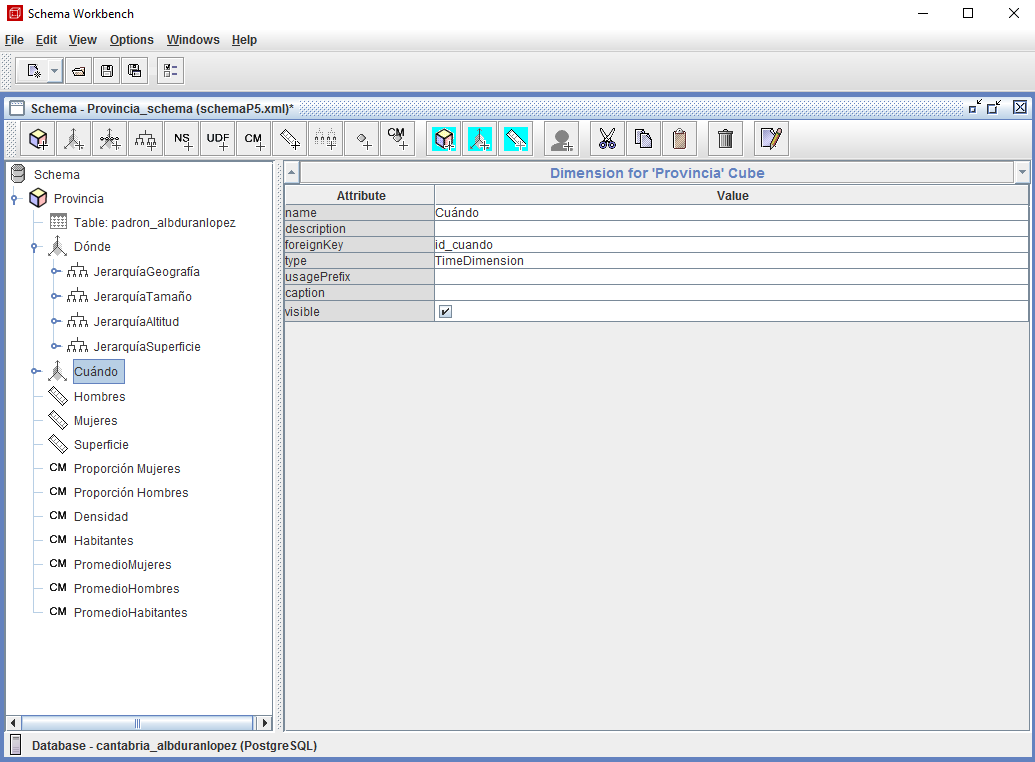 Schema Workbench
File Edit View Options Windows Help
Schema - Provincia_schema (schemaP5.xml)*
NS UDF CM CM
Schema
Provincia
Table: padron_albduranlopez
Dónde
JerarquíaGeografía
JerarquíaTamaño
JerarquíaAltitud
JerarquíaSuperficie
Cuándo
Hombres
Mujeres
Superficie
CM Proporción Mujeres
CM Proporción Hombres
CM Densidad
CM Habitantes
CM PromedioMujeres
CM PromedioHombres
CM PromedioHabitantes
Dimension for 'Provincia' Cube
Attribute Value
name Cuándo
description
foreignKey id_cuando
type TimeDimension
usagePrefix
caption
visible
Database - cantabria_albduranlopez (PostgreSQL)